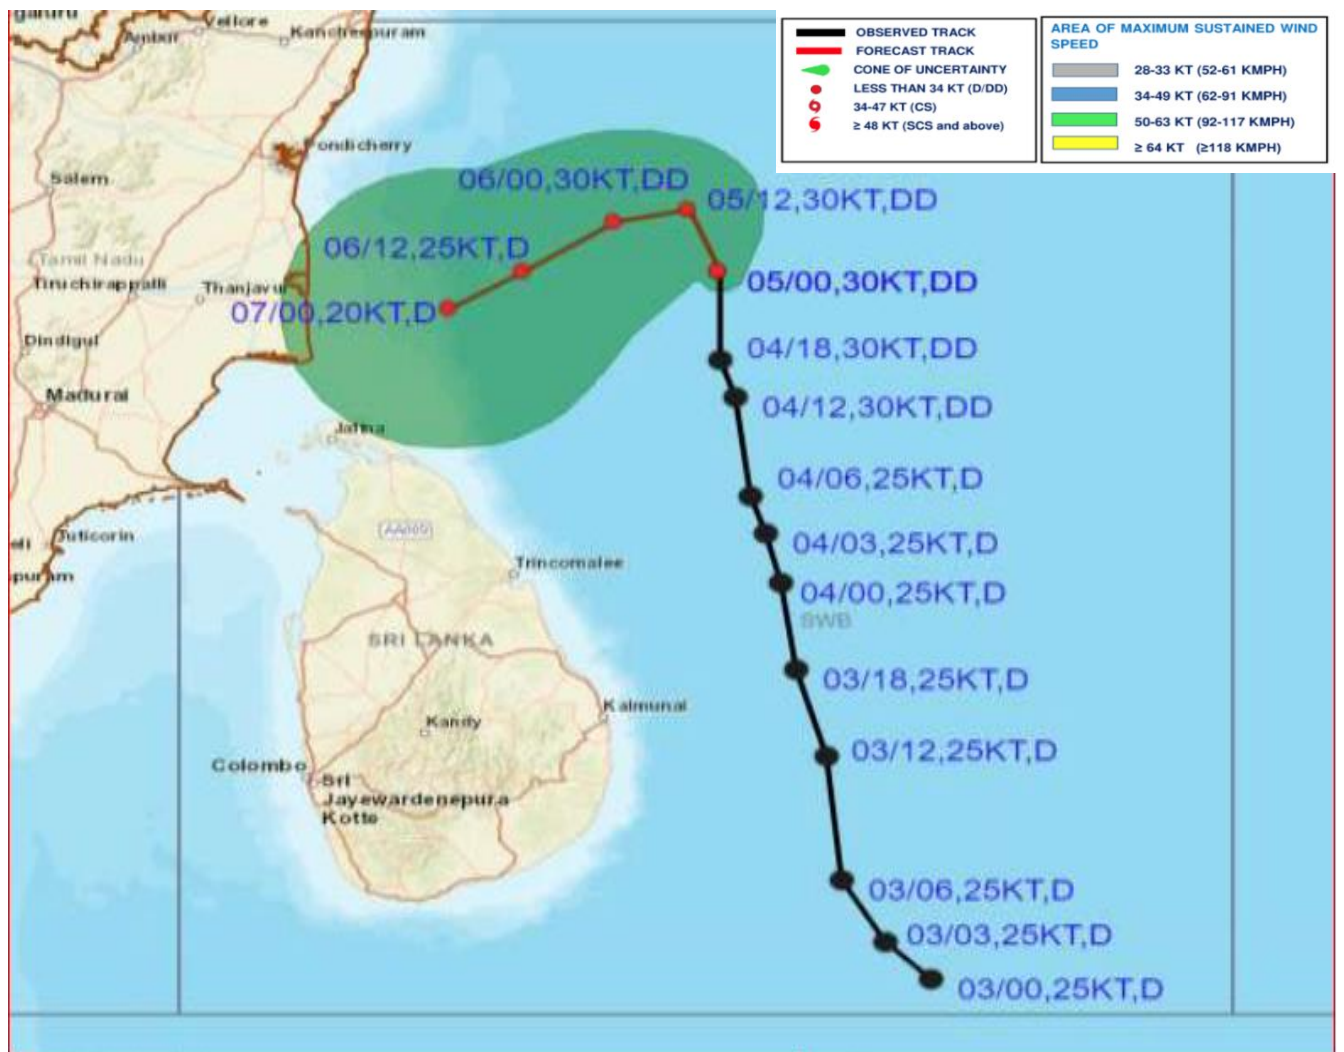 galuru
Vellore
Ambur
Kancheepuram
OBSERVED TRACK
FORECAST TRACK
CONE OF UNCERTAINTY
LESS THAN 34 KT (D/DD)
34-47 KT (CS)
≥ 48 KT (SCS and above)
AREA OF MAXIMUM SUSTAINED WIND
SPEED
28-33 KT (52-61 KMPH)
34-49 KT (62-91 KMPH)
50-63 KT (92-117 KMPH)
≥ 64 KT (≥118 KMPH)
Pondicherry
Salem
06/00,30KT,DD
05/12,30KT,DD
06/12,25KT,D
Tamil Nadu
Tiruchirappalli
Thanjavur
05/00,30KT,DD
07/00,20KT,D
Dindigul
04/18,30KT,DD
Madurai
04/12,30KT,DD
Jafna
04/06,25KT,D
AA009
eli
Tuticorin
04/03,25KT,D
Trincomalee
puram
04/00,25KT,D
SWB
SRI LANKA
03/18,25KT,D
Kalmunai
Kandy
03/12,25KT,D
Colombo
Sri
Jayewardenepura
Kotte
03/06,25KT,D
03/03,25KT,D
03/00,25KT,D